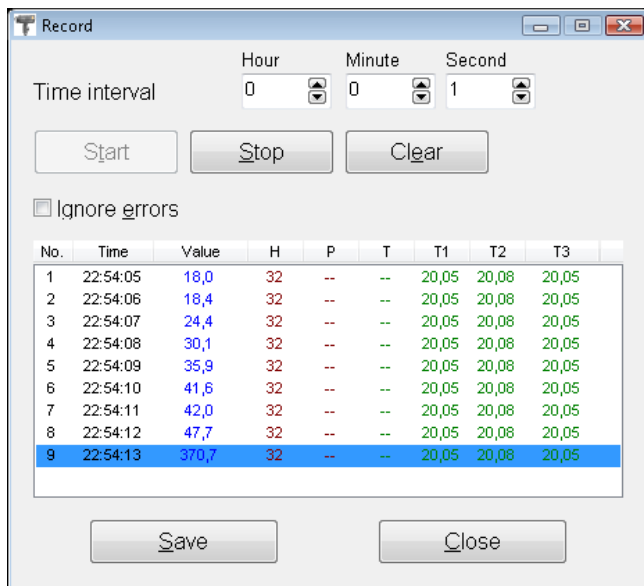 Record
Hour Minute Second
Time interval 0 0 1
Start Stop Clear
Ignore errors
No. Time Value H P T T1 T2 T3
1 22:54:05 18,0 32 -- -- 20,05 20,08 20,05
2 22:54:06 18,4 32 -- -- 20,05 20,08 20,05
3 22:54:07 24,4 32 -- -- 20,05 20,08 20,05
4 22:54:08 30,1 32 -- -- 20,05 20,08 20,05
5 22:54:09 35,9 32 -- -- 20,05 20,08 20,05
6 22:54:10 41,6 32 -- -- 20,05 20,08 20,05
7 22:54:11 42,0 32 -- -- 20,05 20,08 20,05
8 22:54:12 47,7 32 -- -- 20,05 20,08 20,05
9 22:54:13 370,7 32 -- -- 20,05 20,08 20,05
Save Close